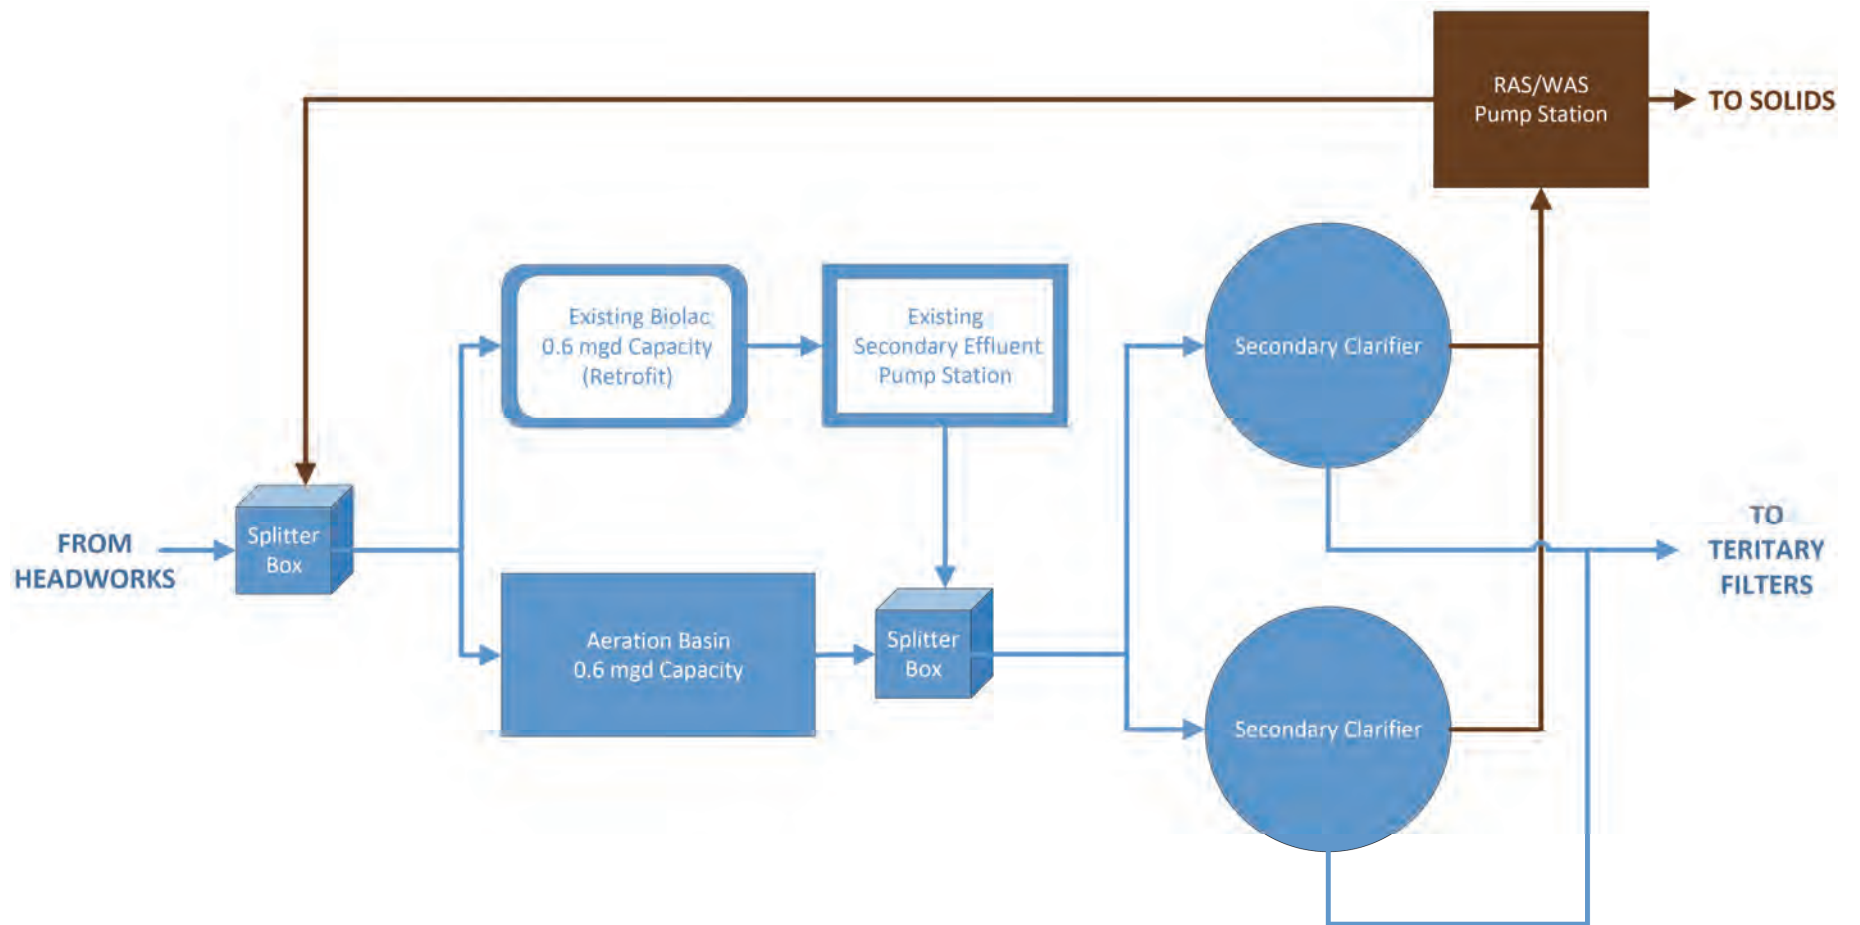 RAS/WAS
Pump Station
TO SOLIDS
Existing Biolac
0.6 mgd Capacity
(Retrofit)
Existing
Secondary Effluent
Pump Station
Secondary Clarifier
FROM
HEADWORKS
Splitter
Box
TO
TERITARY
FILTERS
Aeration Basin
0.6 mgd Capacity
Splitter
Box
Secondary Clarifier